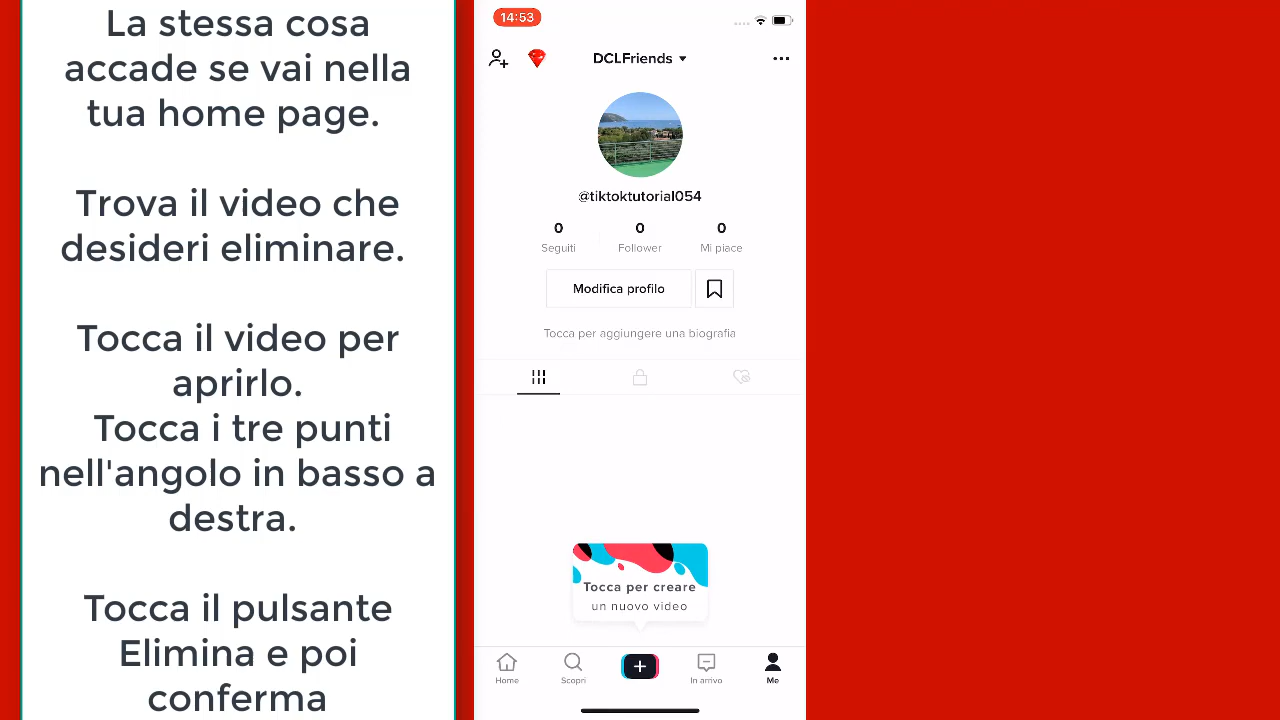 La stessa cosa
accade se vai nella
tua home page.
Trova il video che
desideri eliminare.
Tocca il video per
aprirlo.
Tocca i tre punti
nell'angolo in basso a
destra.
Tocca il pulsante
Elimina e poi
conferma
14:53
DCLFriends
@tiktoktutorial054
0 0 0
Seguiti Follower Mi piace
Modifica profilo
Tocca per aggiungere una biografia
Tocca per creare
un nuovo video
Home Scopri In arrivo Me